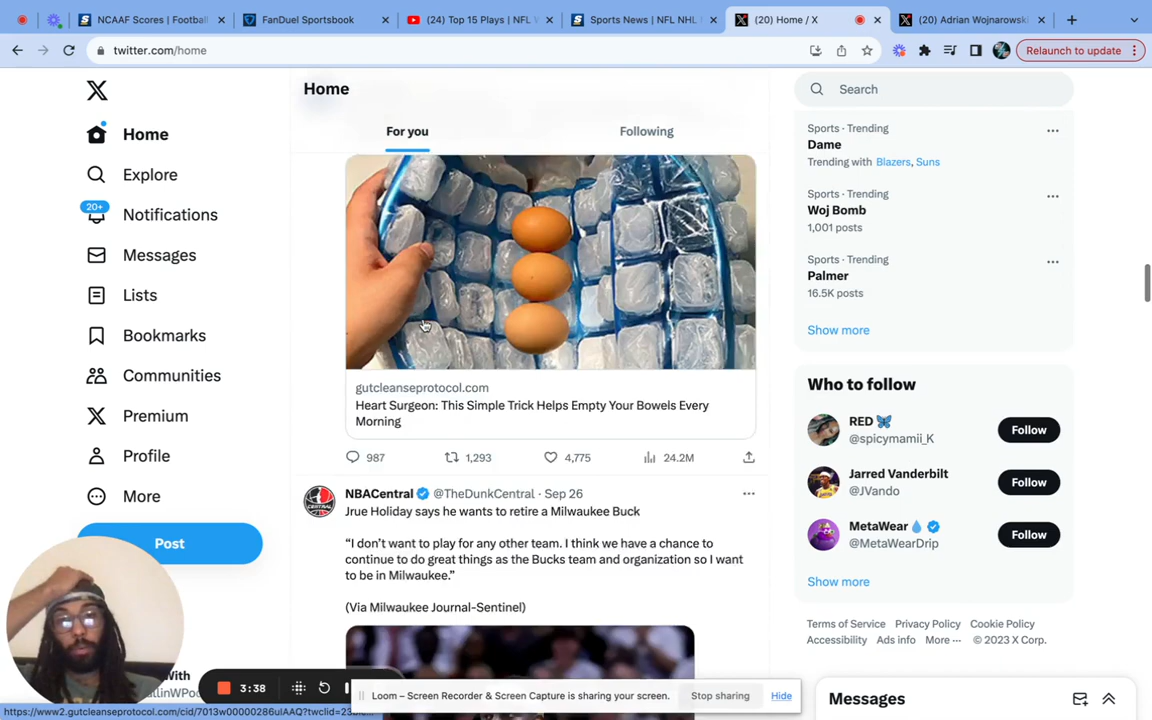 NCAAF Scores | Football
FanDuel Sportsbook
(24) Top 15 Plays | NFL W
Sports News | NFL NHL
(20) Home / X
(20) Adrian Wojnarowski
twitter.com/home
Relaunch to update
Home
For you
Following
Home
Explore
20+
Notifications
Messages
Lists
Bookmarks
Communities
Premium
Profile
More
Post
gutcleanseprotocol.com
Heart Surgeon: This Simple Trick Helps Empty Your Bowels Every
Morning
987
1,293
4,775
24.2M
NBACentral @TheDunkCentral · Sep 26
Jrue Holiday says he wants to retire a Milwaukee Buck
“I don’t want to play for any other team. I think we have a chance to
continue to do great things as the Bucks team and organization so I want
to be in Milwaukee.”
(Via Milwaukee Journal-Sentinel)
Search
Sports · Trending
Dame
Trending with Blazers, Suns
Sports · Trending
Woj Bomb
1,001 posts
Sports · Trending
Palmer
16.5K posts
Show more
Who to follow
RED
@spicymamii_K
Follow
Jarred Vanderbilt
@JVando
Follow
MetaWear
@MetaWearDrip
Follow
Show more
Terms of Service Privacy Policy Cookie Policy
Accessibility Ads info More ··· © 2023 X Corp.
Messages
With
3:38
Loom – Screen Recorder & Screen Capture is sharing your screen.
Stop sharing
Hide